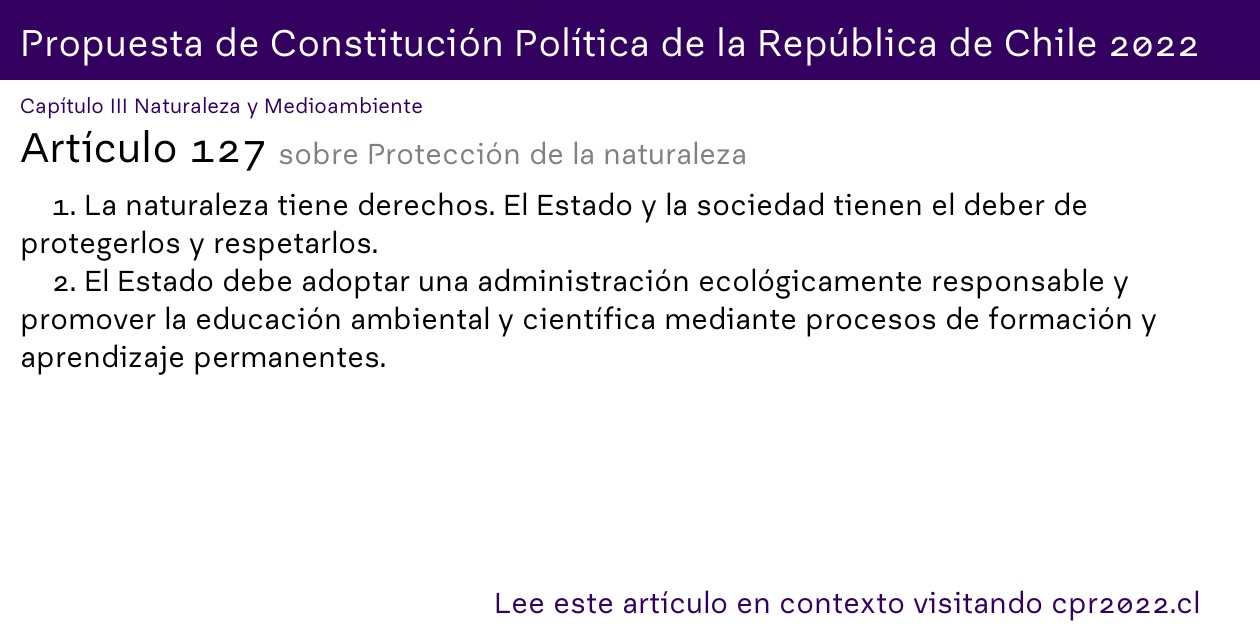 Propuesta de Constitución Política de la República de Chile 2022
Capítulo III Naturaleza y Medioambiente
Artículo 127 sobre Protección de la naturaleza
1. La naturaleza tiene derechos. El Estado y la sociedad tienen el deber de
protegerlos y respetarlos.
2. El Estado debe adoptar una administración ecológicamente responsable y
promover la educación ambiental y científica mediante procesos de formación y
aprendizaje permanentes.
Lee este artículo en contexto visitando cpr2022.cl